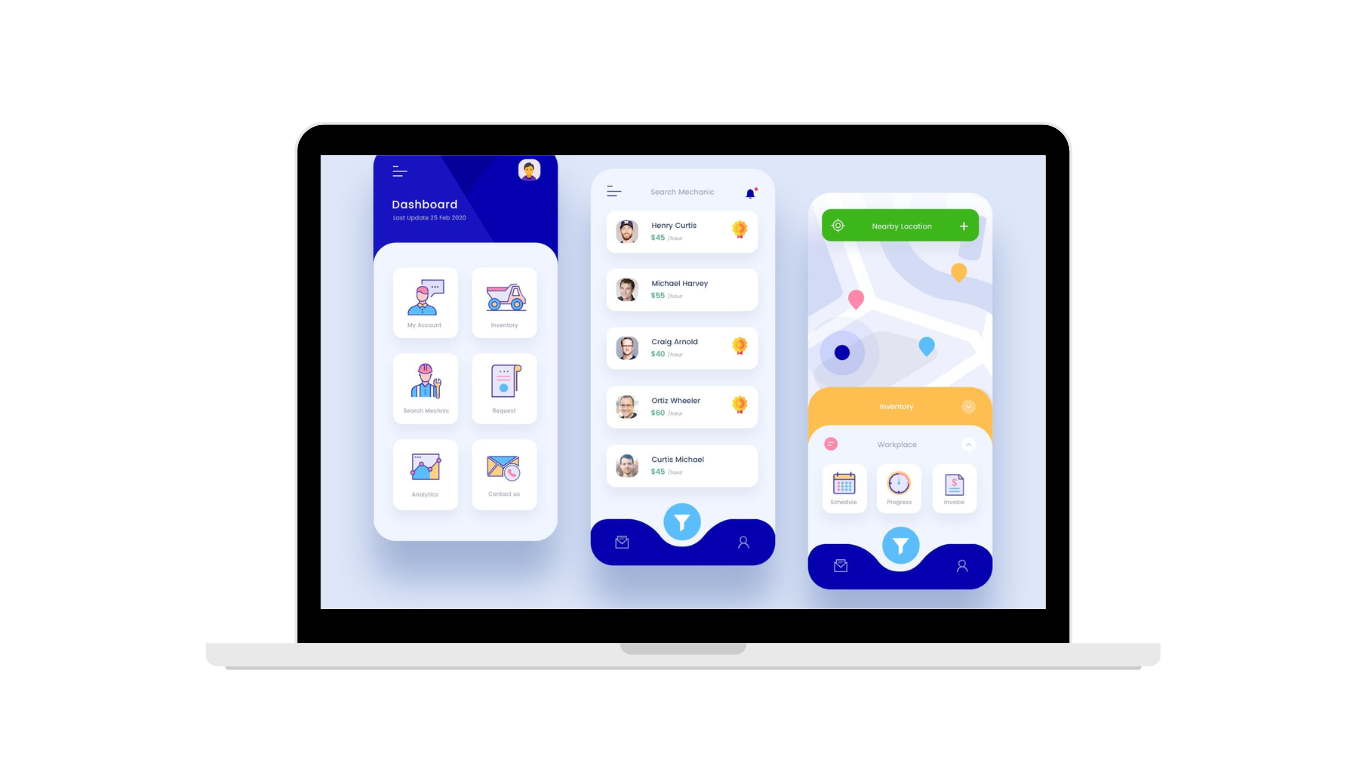 Dashboard
Last Update 25 Feb 2020
My Account
Inventory
Search Mechnic
Request
Analytics
Contact us
Search Mechanic
Henry Curtis
$45 /hour
Michael Harvey
$55 /hour
Craig Arnold
$40 /hour
Ortiz Wheeler
$60 /hour
Curtis Michael
$45 /hour
Nearby Location
Inventory
Workplace
Schedule
Progress
Invoice